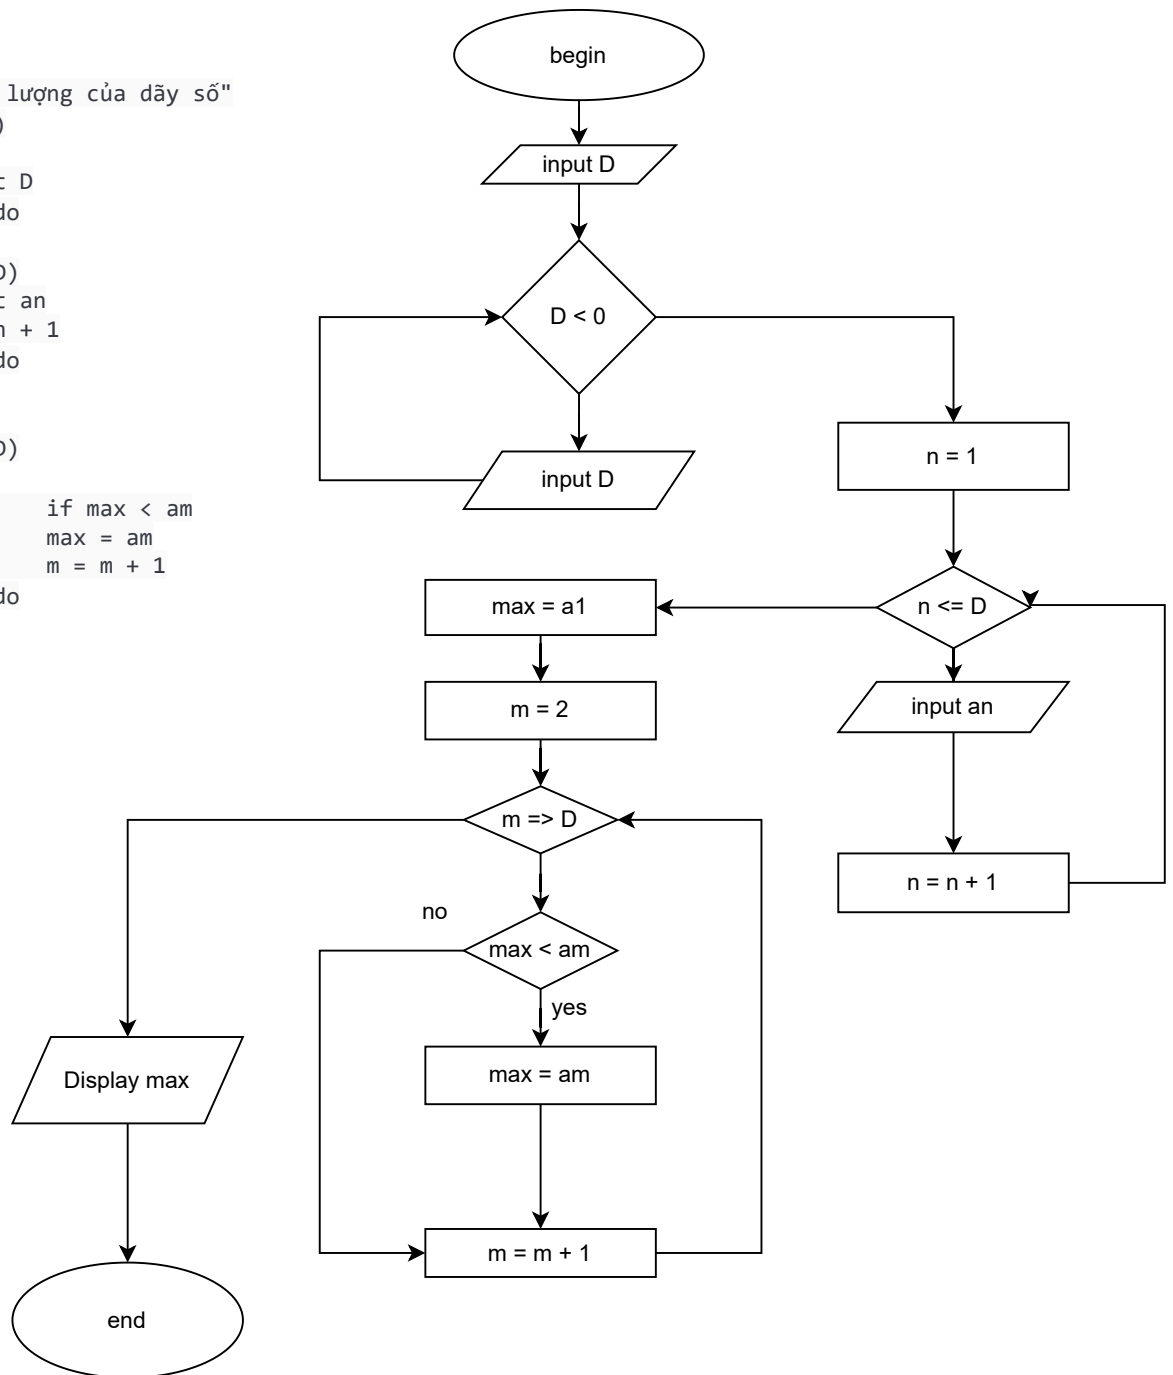 lượng của dãy số"
)
t D
do
D)
t an
n + 1
do
D)
if max < am
max = am
m = m + 1
do
begin
input D
D < 0
input D
n = 1
n <= D
input an
n = n + 1
max = a1
m = 2
m => D
no
max < am
yes
max = am
m = m + 1
Display max
end